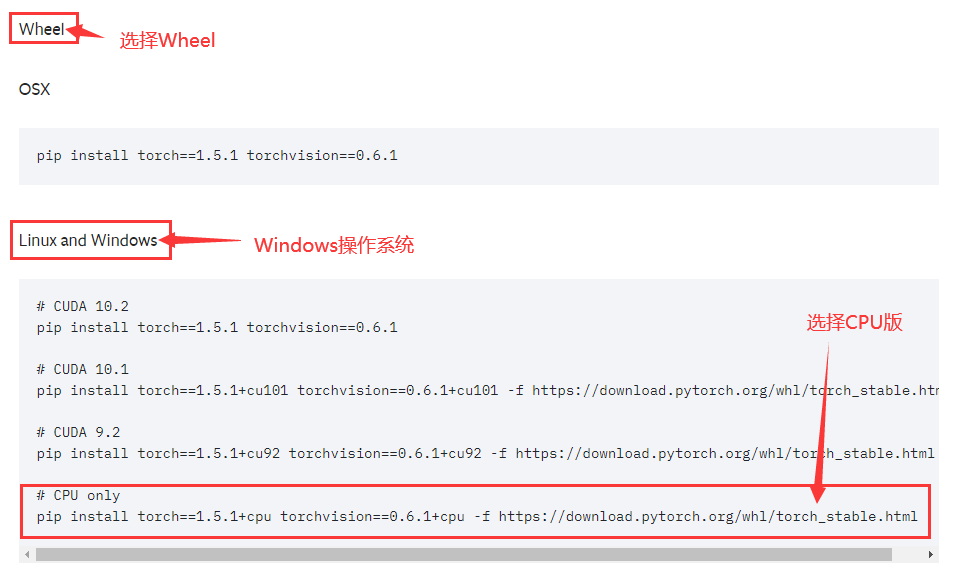 Wheel
选择Wheel
OSX
pip install torch==1.5.1 torchvision==0.6.1
Linux and Windows
Windows操作系统
# CUDA 10.2
pip install torch==1.5.1 torchvision==0.6.1
选择CPU版
# CUDA 10.1
pip install torch==1.5.1+cu101 torchvision==0.6.1+cu101 -f https://download.pytorch.org/whl/torch_stable.htm
# CUDA 9.2
pip install torch==1.5.1+cu92 torchvision==0.6.1+cu92 -f https://download.pytorch.org/whl/torch_stable.html
# CPU only
pip install torch==1.5.1+cpu torchvision==0.6.1+cpu -f https://download.pytorch.org/whl/torch_stable.html